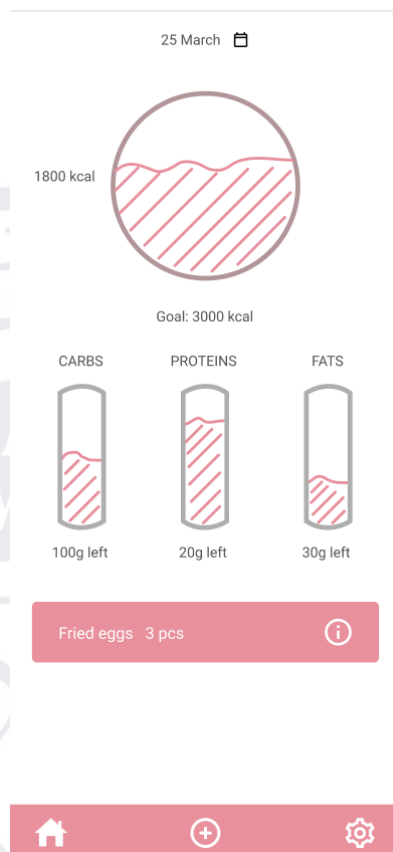 25 March
1800 kcal
Goal: 3000 kcal
CARBS PROTEINS FATS
100g left 20g left 30g left
Fried eggs 3 pcs